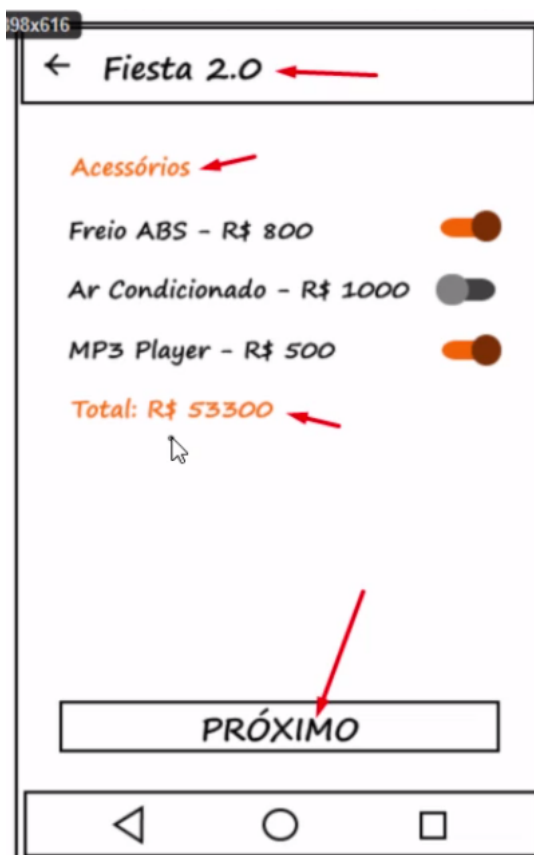 398x616
Fiesta 2.0
Acessórios
Freio ABS - R$ 800
Ar Condicionado - R$ 1000
MP3 Player - R$ 500
Total: R$ 53300
PRÓXIMO